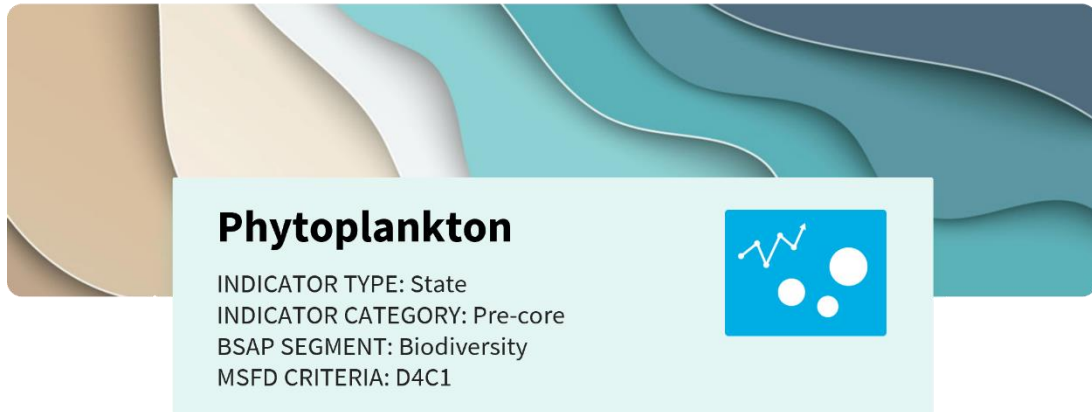 Phytoplankton
INDICATOR TYPE: State
INDICATOR CATEGORY: Pre-core
BSAP SEGMENT: Biodiversity
MSFD CRITERIA: D4C1